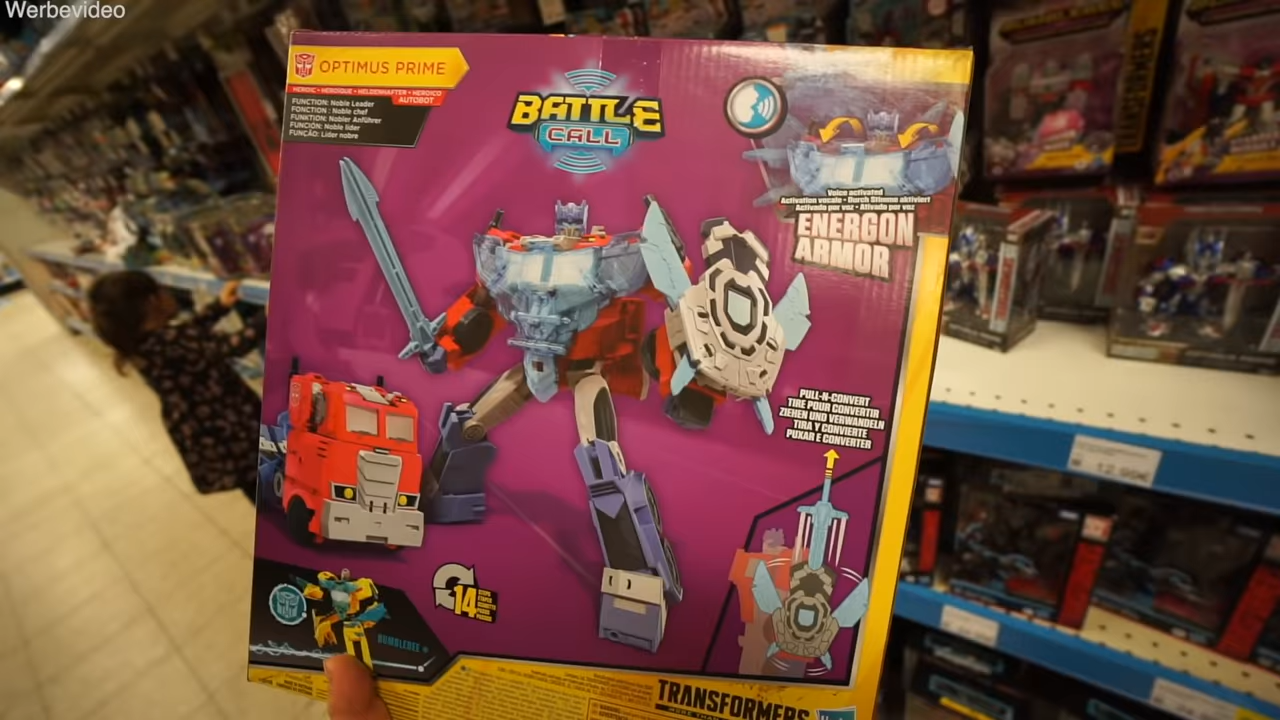 Werbevideo
OPTIMUS PRIME
HEROIC • HEROÏQUE • HELDENHAFTER • HEROICO
AUTOBOT
FUNCTION: Noble Leader
FONCTION : Noble chef
FUNKTION: Nobler Anführer
FUNCIÓN: Noble líder
FUNÇÃO: Líder nobre
BATTLE
CALL
Voice activated
Activation vocale • Durch Stimme aktiviert
Activado por voz • Ativado por voz
ENERGON
ARMOR
PULL-N-CONVERT
TIRE POUR CONVERTIR
ZIEHEN UND VERWANDELN
TIRA Y CONVIERTE
PUXAR E CONVERTER
14
BUMBLEBEE
TRANSFORMERS
12.99€